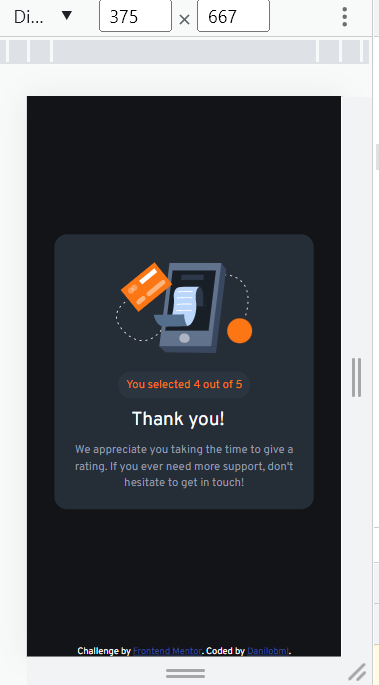 Di... 375 × 667
You selected 4 out of 5
Thank you!
We appreciate you taking the time to give a
rating. If you ever need more support, don't
hesitate to get in touch!
Challenge by Frontend Mentor. Coded by Danilobml.